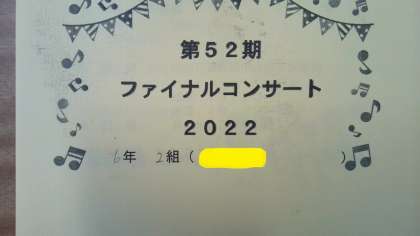 第５２期
ファイナルコンサート
２０２２
6年 2組（ ）